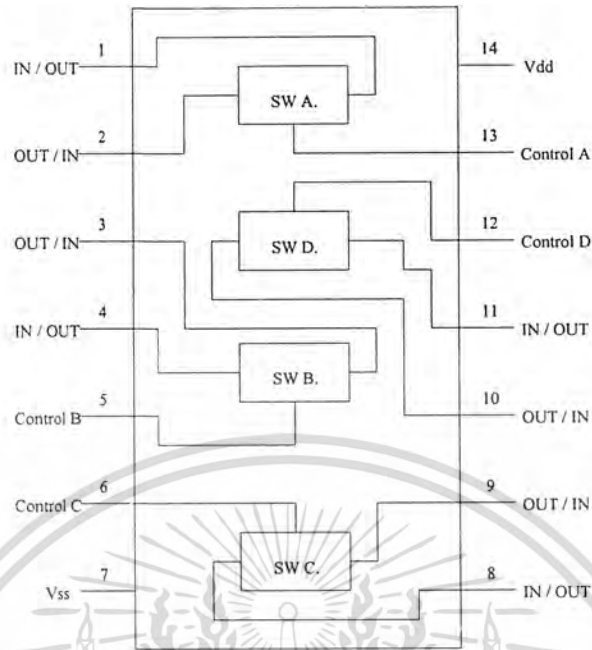 1
IN / OUT
14
Vdd
SW A.
2
OUT / IN
13
Control A
3
OUT / IN
12
Control D
SW D.
4
IN / OUT
11
IN / OUT
SW B.
5
Control B
10
OUT / IN
6
Control C
9
OUT / IN
SW C.
7
Vss
8
IN / OUT